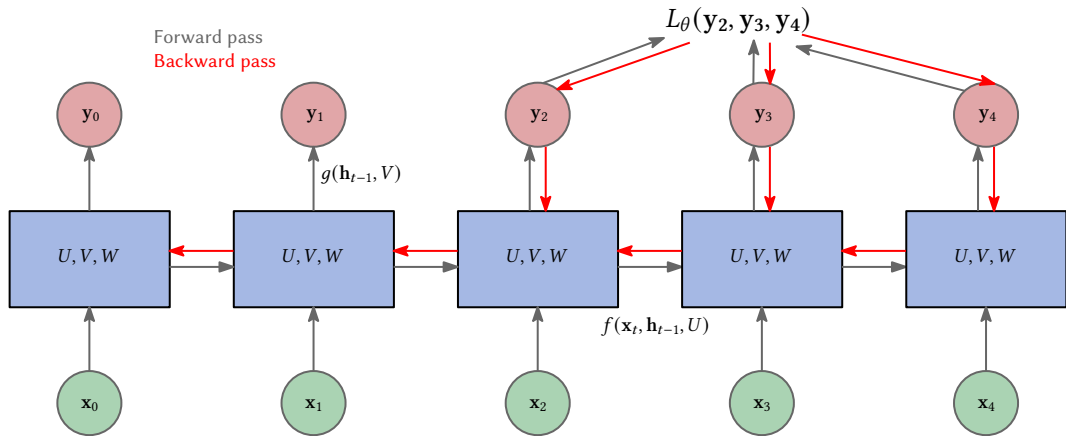 L_θ(y₂, y₃, y₄)
Forward pass
Backward pass
y₀
y₁
y₂
y₃
y₄
g(h_{t−1}, V)
U, V, W
U, V, W
U, V, W
U, V, W
U, V, W
f(x_t, h_{t−1}, U)
x₀
x₁
x₂
x₃
x₄